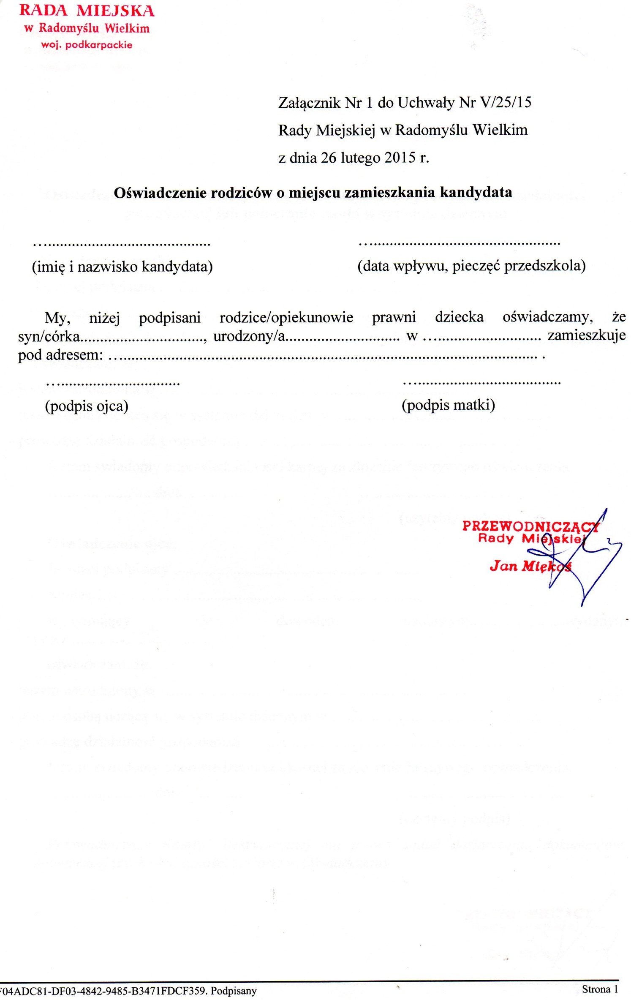 RADA MIEJSKA
w Radomyślu Wielkim
woj. podkarpackie
Załącznik Nr 1 do Uchwały Nr V/25/15
Rady Miejskiej w Radomyślu Wielkim
z dnia 26 lutego 2015 r.
Oświadczenie rodziców o miejscu zamieszkania kandydata
….......................................... ….................................................
(imię i nazwisko kandydata) (data wpływu, pieczęć przedszkola)
My, niżej podpisani rodzice/opiekunowie prawni dziecka oświadczamy, że
syn/córka..............................., urodzony/a............................. w …........................... zamieszkuje
pod adresem: …......................................................................................................... .
…............................... ….....................................
(podpis ojca) (podpis matki)
PRZEWODNICZĄCY
Rady Miejskiej
Jan Miękoś
F04ADC81-DF03-4842-9485-B3471FDCF359. Podpisany Strona 1